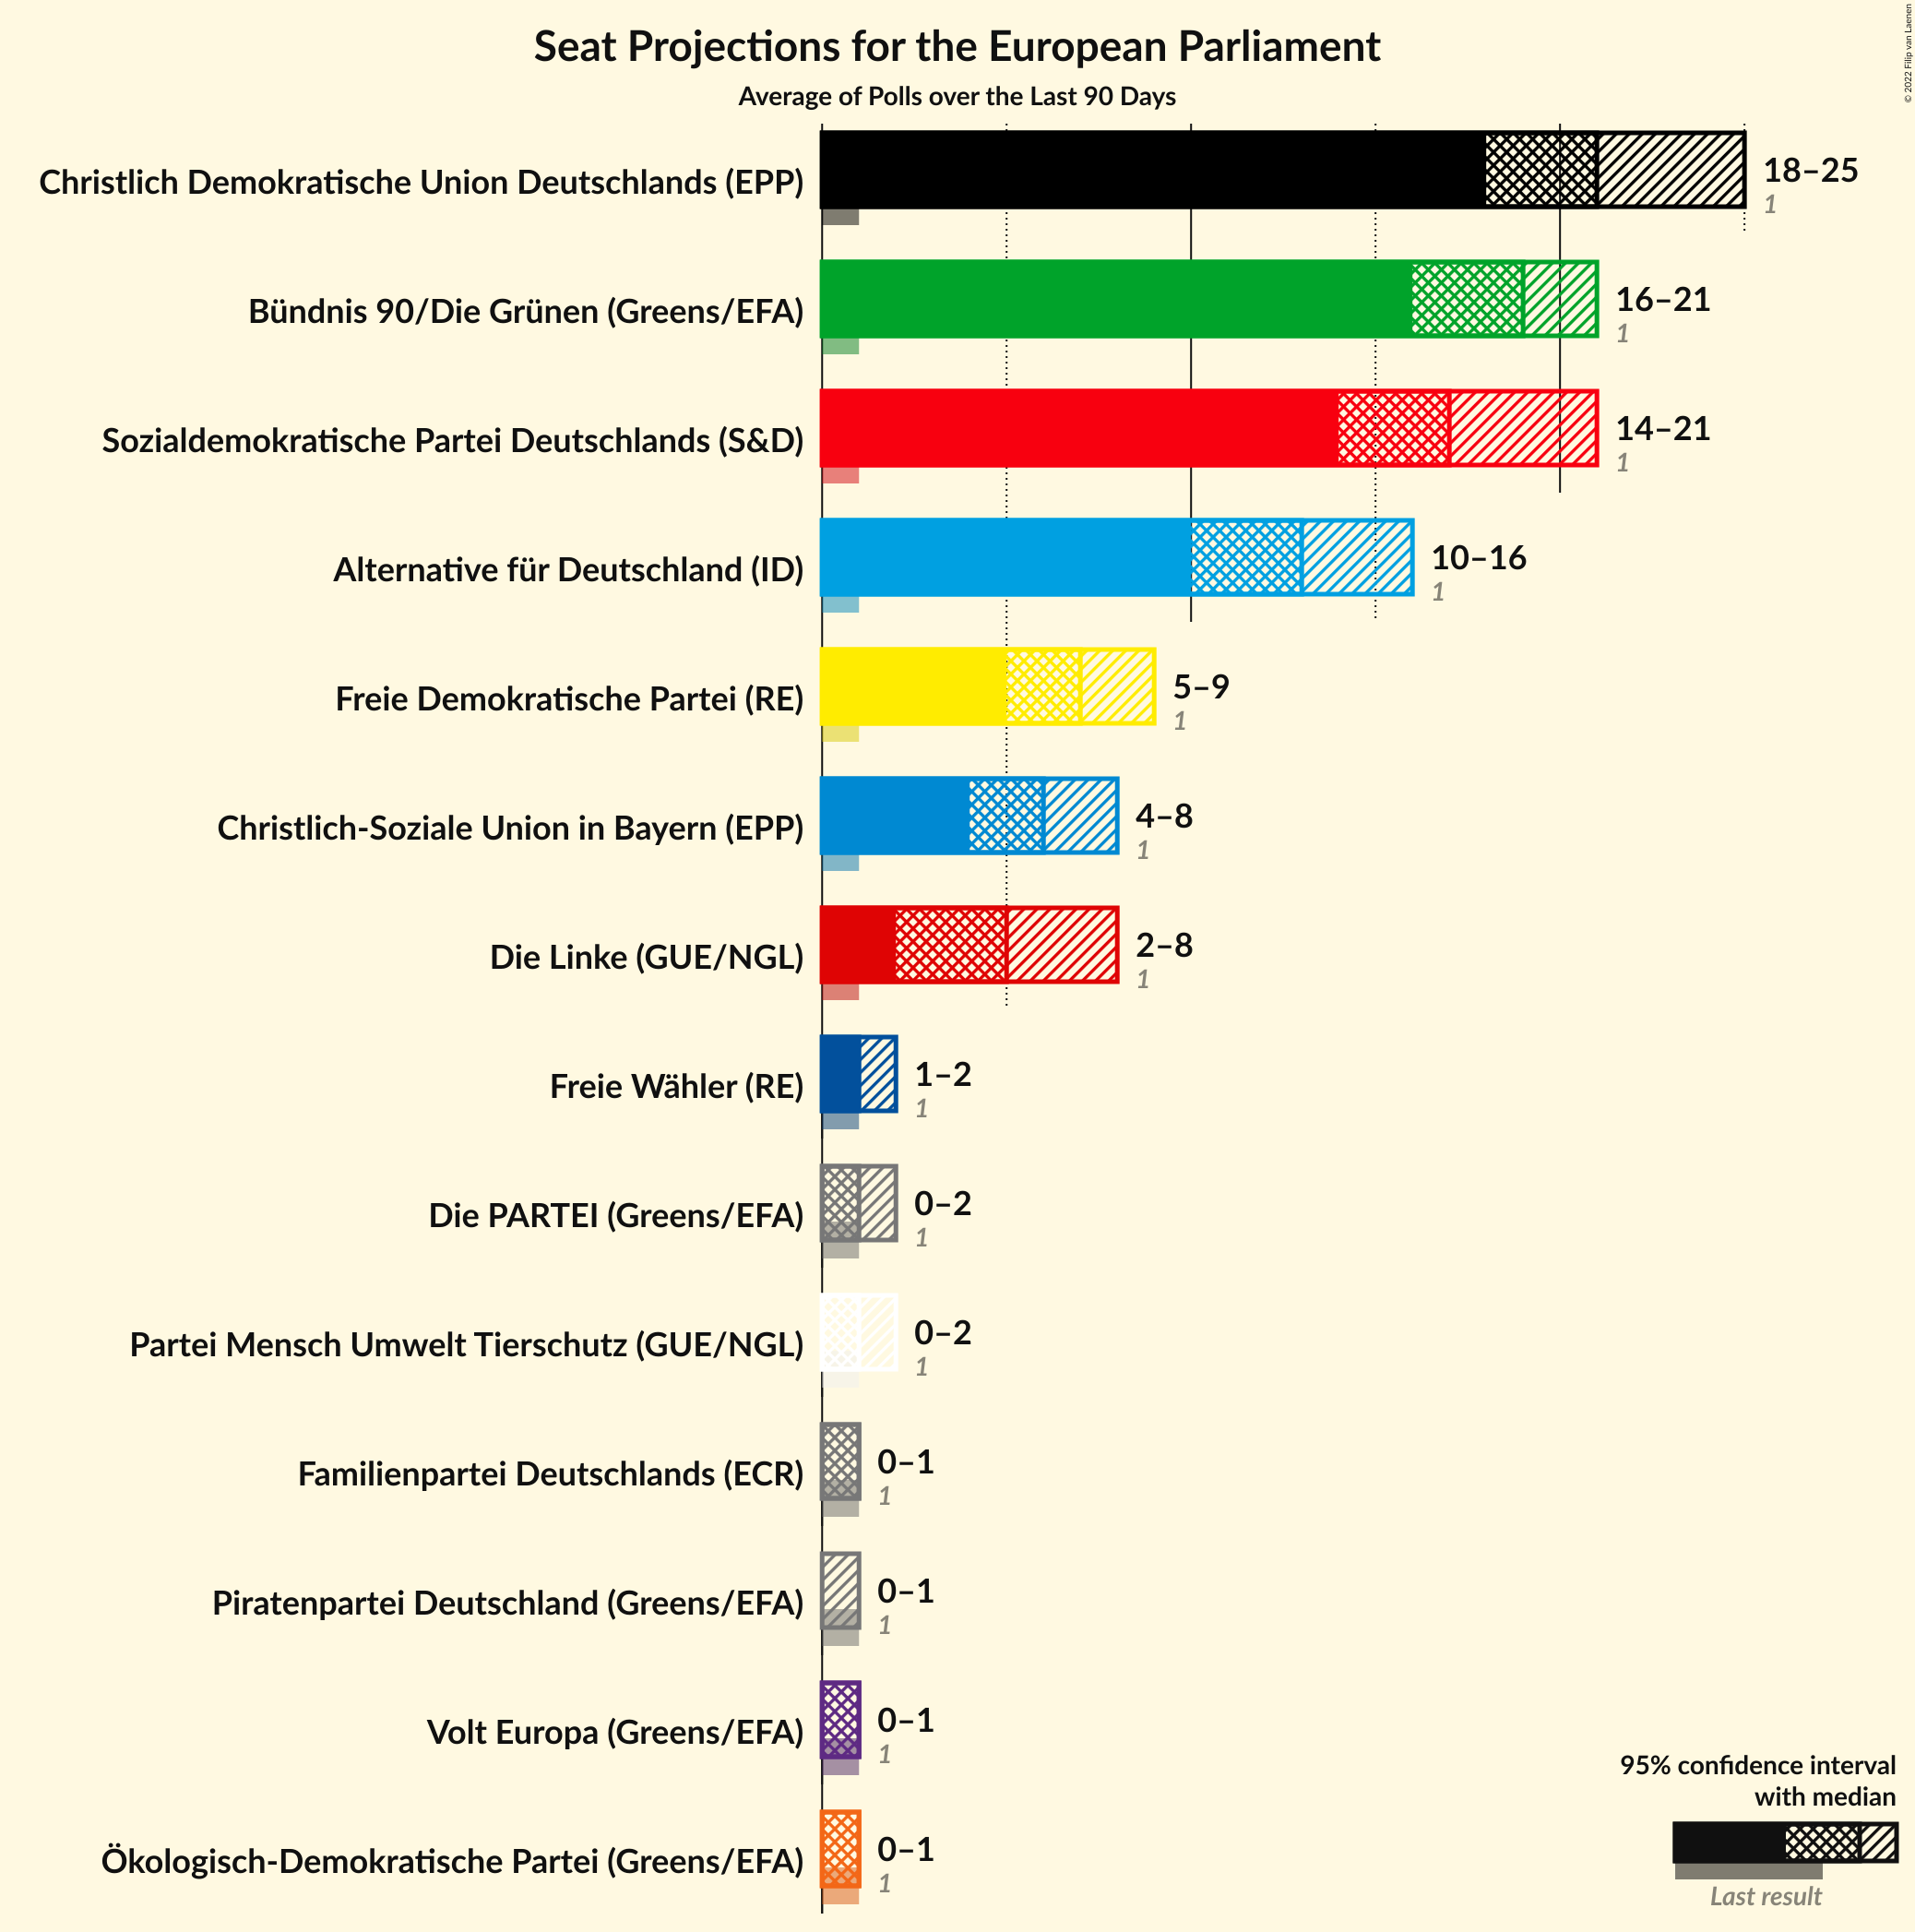 © 2022 Filip van Laenen
Seat Projections for the European Parliament
Average of Polls over the Last 90 Days
Christlich Demokratische Union Deutschlands (EPP)
18–25
1
Bündnis 90/Die Grünen (Greens/EFA)
16–21
1
Sozialdemokratische Partei Deutschlands (S&D)
14–21
1
Alternative für Deutschland (ID)
10–16
1
Freie Demokratische Partei (RE)
5–9
1
Christlich-Soziale Union in Bayern (EPP)
4–8
1
Die Linke (GUE/NGL)
2–8
1
Freie Wähler (RE)
1–2
1
Die PARTEI (Greens/EFA)
0–2
1
Partei Mensch Umwelt Tierschutz (GUE/NGL)
0–2
1
Familienpartei Deutschlands (ECR)
0–1
1
Piratenpartei Deutschland (Greens/EFA)
0–1
1
Volt Europa (Greens/EFA)
0–1
1
Ökologisch-Demokratische Partei (Greens/EFA)
0–1
1
95% confidence interval
with median
Last result